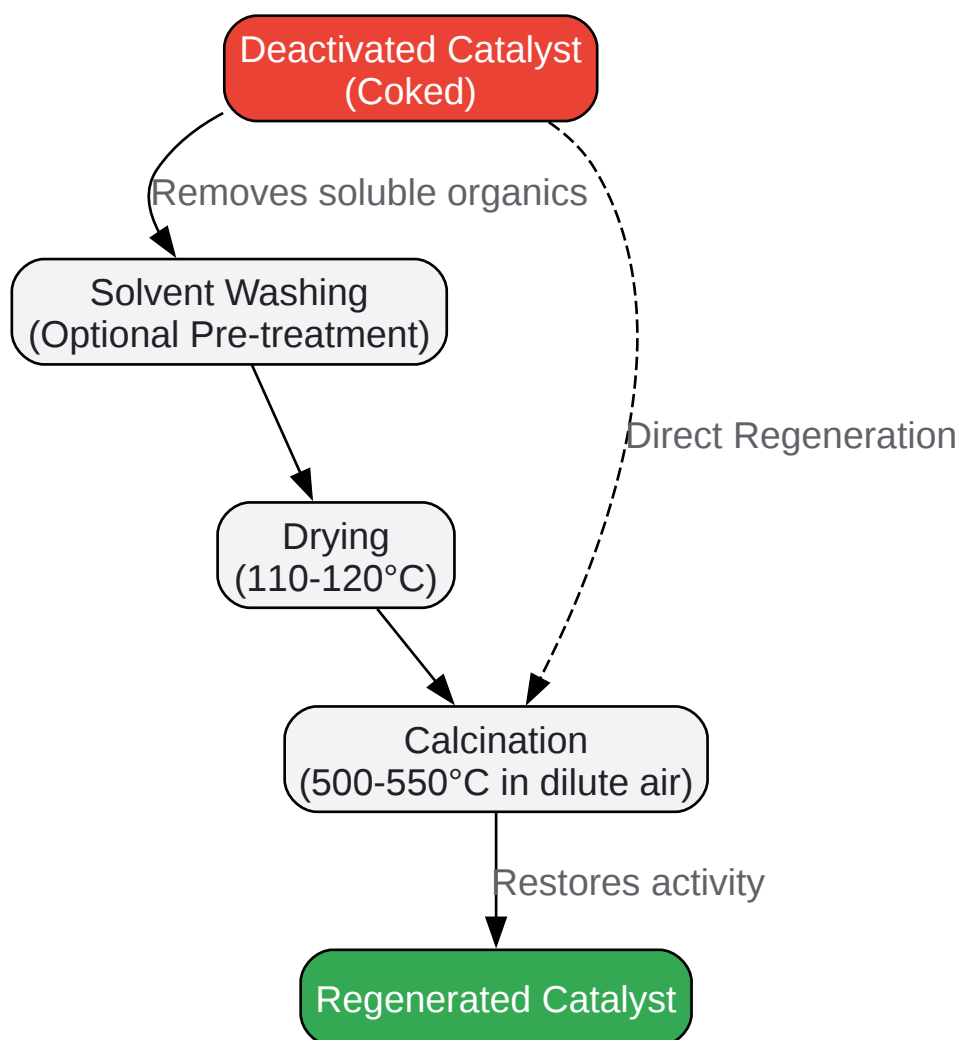 Deactivated Catalyst
(Coked)
Removes soluble organics
Solvent Washing
(Optional Pre-treatment)
Direct Regeneration
Drying
(110-120°C)
Calcination
(500-550°C in dilute air)
Restores activity
Regenerated Catalyst